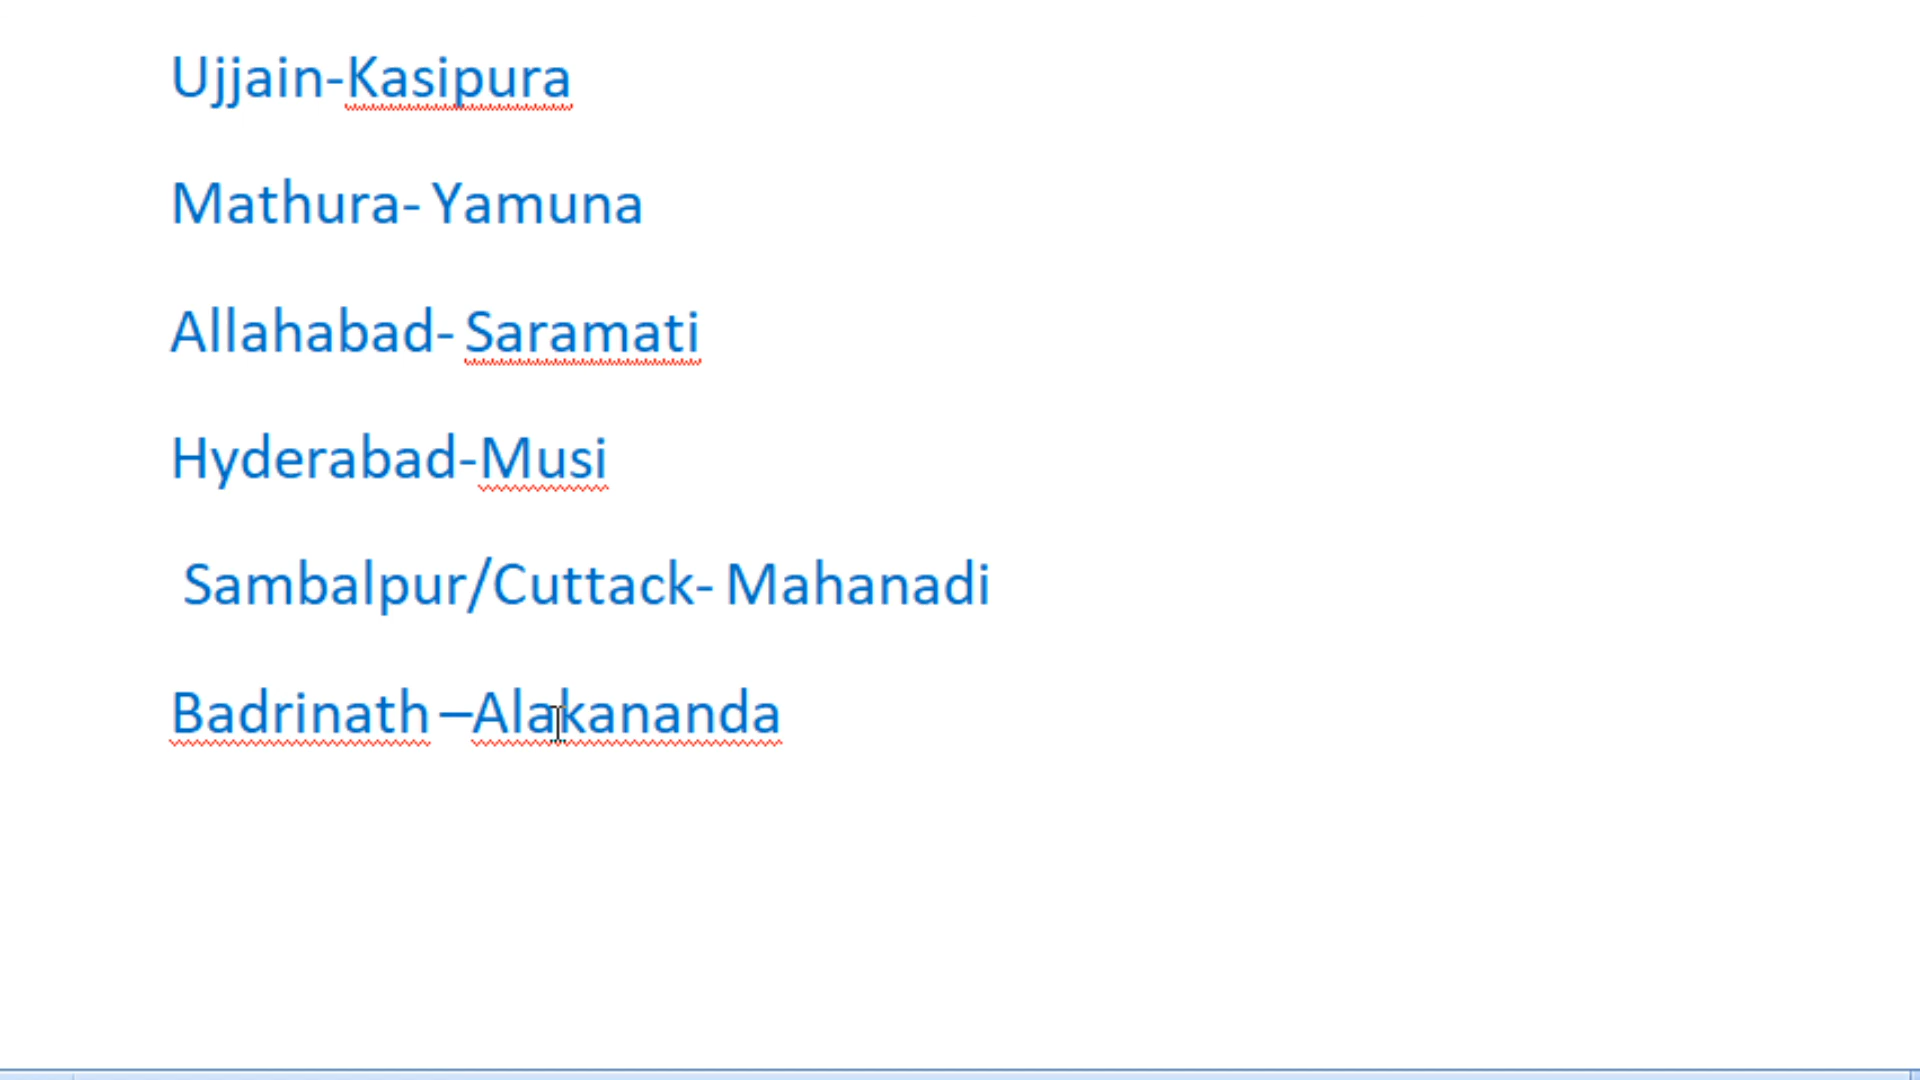 Ujjain-Kasipura
Mathura- Yamuna
Allahabad- Saramati
Hyderabad-Musi
Sambalpur/Cuttack- Mahanadi
Badrinath –Alakananda